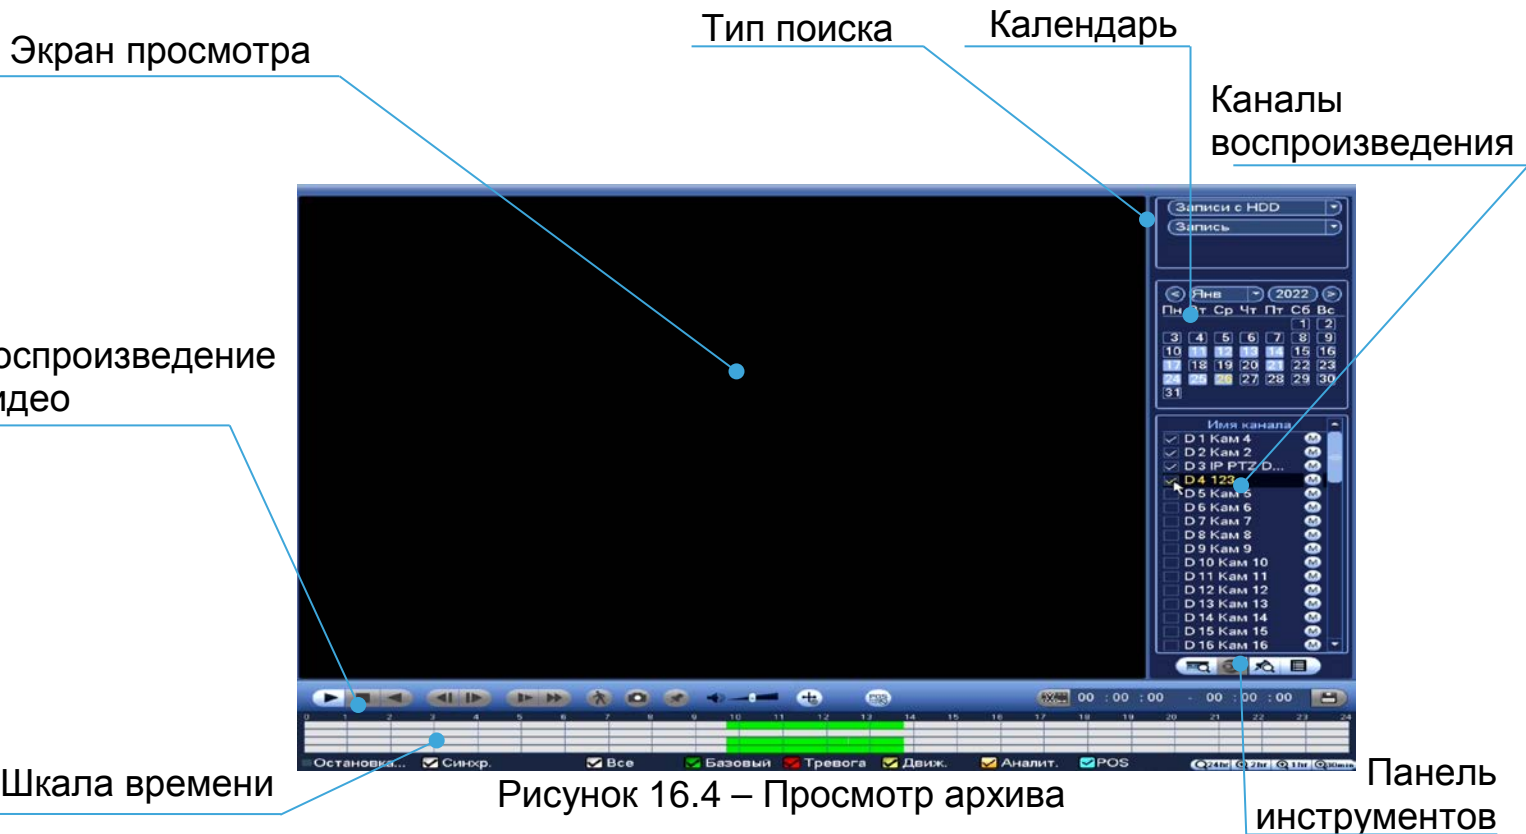 Экран просмотра
Тип поиска
Календарь
Каналы
воспроизведения
оспроизведение
идео
Шкала времени
Панель
инструментов
Записи с HDD
Запись
Янв 2022
Пн Вт Ср Чт Пт Сб Вс
1 2
3 4 5 6 7 8 9
10 11 12 13 14 15 16
17 18 19 20 21 22 23
24 25 26 27 28 29 30
31
Имя канала
D 1 Кам 4 M
D 2 Кам 2 M
D 3 IP PTZ D... M
D 4 123 M
D 5 Кам 5 M
D 6 Кам 6 M
D 7 Кам 7 M
D 8 Кам 8 M
D 9 Кам 9 M
D 10 Кам 10 M
D 11 Кам 11 M
D 12 Кам 12 M
D 13 Кам 13 M
D 14 Кам 14 M
D 15 Кам 15 M
D 16 Кам 16 M
POS
00 : 00 : 00 - 00 : 00 : 00
0 1 2 3 4 5 6 7 8 9 10 11 12 13 14 15 16 17 18 19 20 21 22 23 24
Остановка... Синхр. Все Базовый Тревога Движ. Аналит. POS 24hr 2hr 1hr 30min
Рисунок 16.4 – Просмотр архива